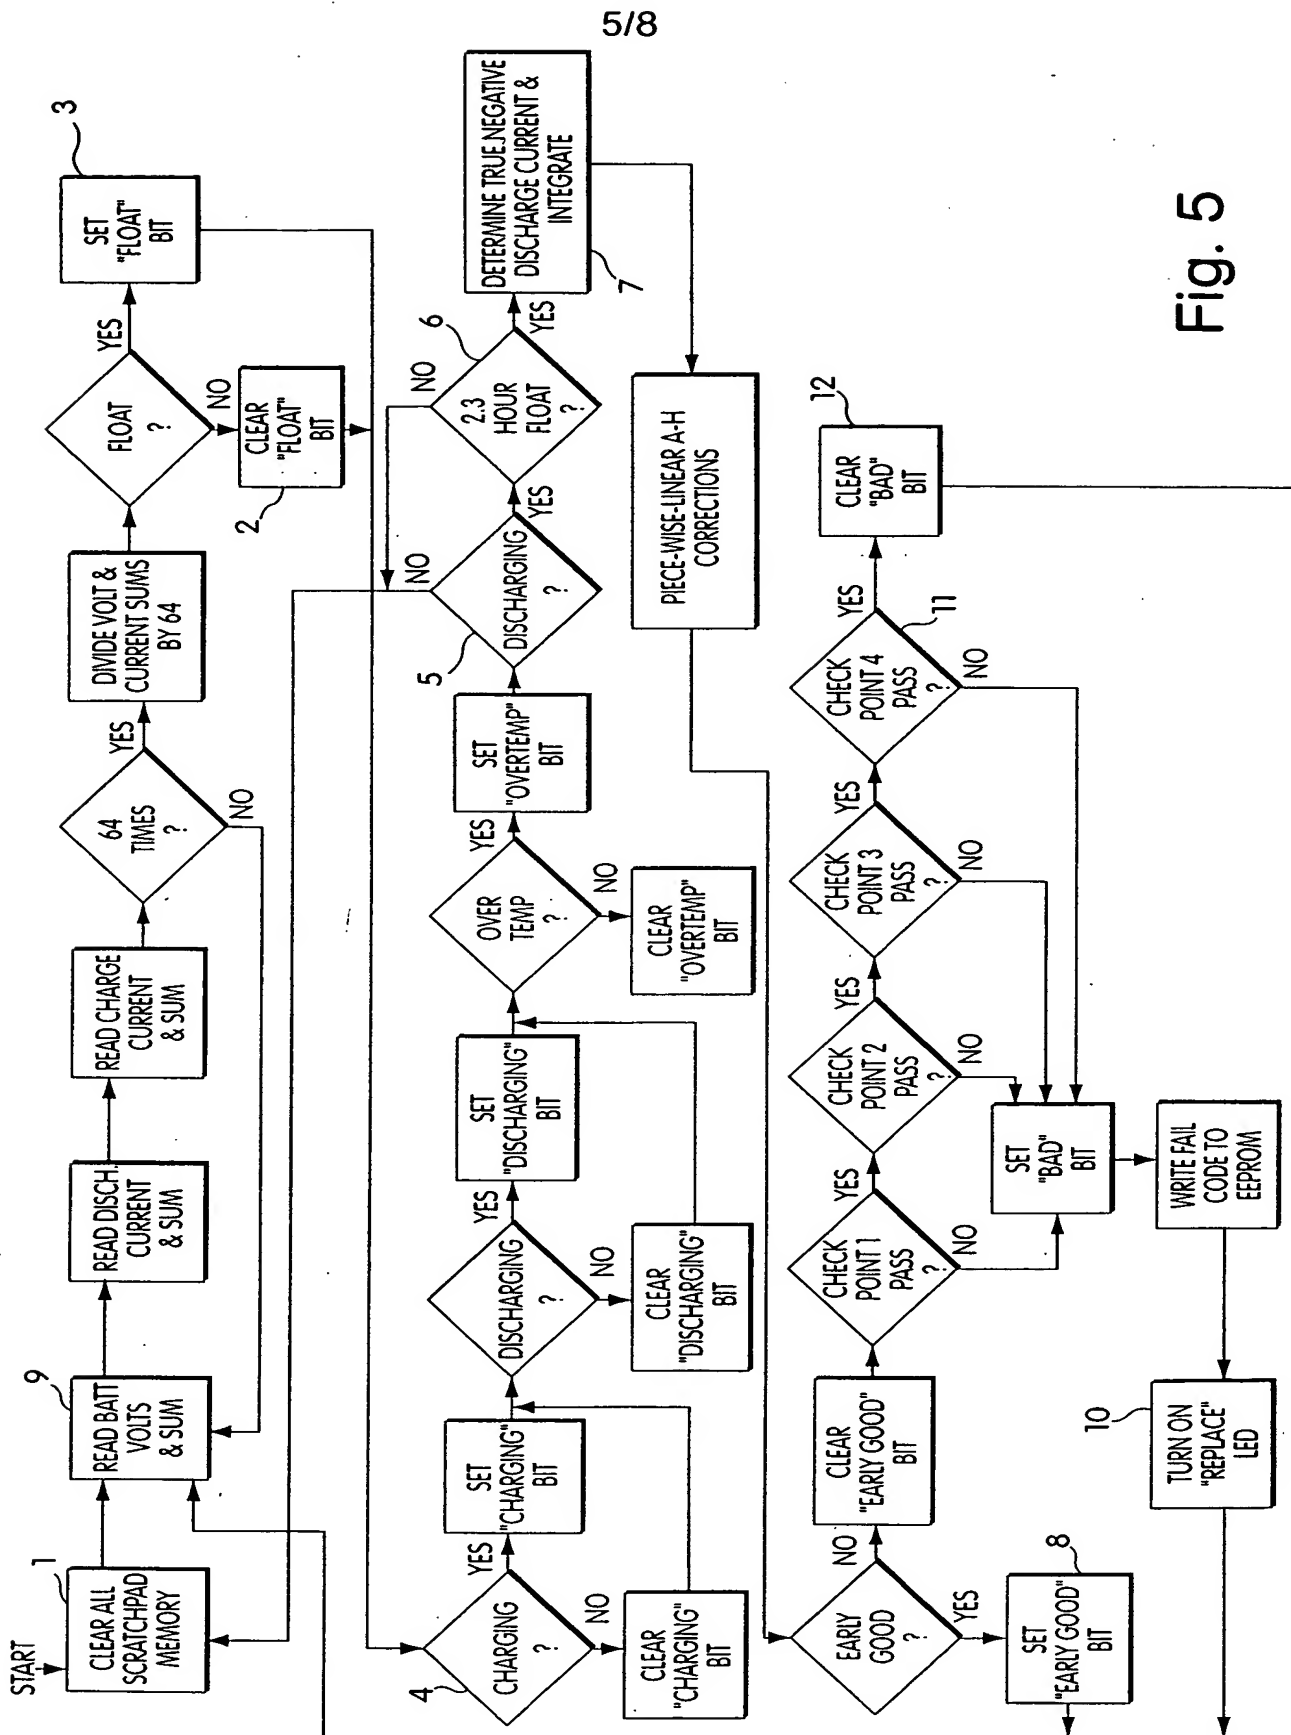 5/8
START
1
CLEAR ALL
SCRATCHPAD
MEMORY
9
READ BATT
VOLTS
& SUM
READ DISCH.
CURRENT
& SUM
READ CHARGE
CURRENT
& SUM
64
TIMES
?
YES
NO
DIVIDE VOLT &
CURRENT SUMS
BY 64
FLOAT
?
YES
NO
3
SET
"FLOAT"
BIT
2
CLEAR
"FLOAT"
BIT
4
CHARGING
?
YES
NO
SET
"CHARGING"
BIT
CLEAR
"CHARGING"
BIT
DISCHARGING
?
YES
NO
SET
"DISCHARGING"
BIT
CLEAR
"DISCHARGING"
BIT
OVER
TEMP
?
YES
NO
SET
"OVERTEMP"
BIT
CLEAR
"OVERTEMP"
BIT
5
DISCHARGING
?
NO
YES
6
2.3
HOUR
FLOAT
?
NO
YES
DETERMINE TRUE NEGATIVE
DISCHARGE CURRENT &
INTEGRATE
7
PIECE-WISE-LINEAR A-H
CORRECTIONS
EARLY
GOOD
?
NO
YES
8
SET
"EARLY GOOD"
BIT
CLEAR
"EARLY GOOD"
BIT
CHECK
POINT 1
PASS
?
YES
NO
CHECK
POINT 2
PASS
?
YES
NO
CHECK
POINT 3
PASS
?
YES
NO
CHECK
POINT 4
PASS
?
YES
NO
11
12
CLEAR
"BAD"
BIT
SET
"BAD"
BIT
WRITE FAIL
CODE TO
EEPROM
10
TURN ON
"REPLACE"
LED
Fig. 5